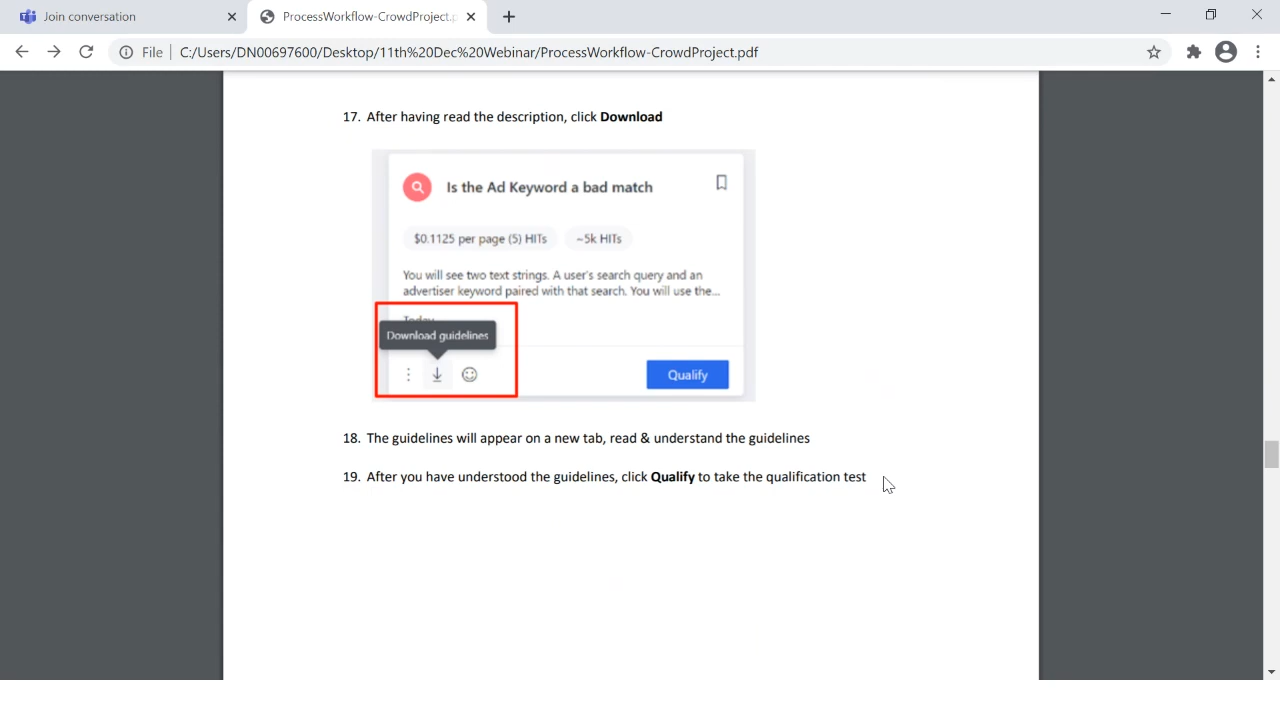 Join conversation
ProcessWorkflow-CrowdProject.p
File
C:/Users/DN00697600/Desktop/11th%20Dec%20Webinar/ProcessWorkflow-CrowdProject.pdf
17. After having read the description, click Download
Is the Ad Keyword a bad match
$0.1125 per page (5) HITs
~5k HITs
You will see two text strings. A user's search query and an
advertiser keyword paired with that search. You will use the...
Today
Download guidelines
Qualify
18. The guidelines will appear on a new tab, read & understand the guidelines
19. After you have understood the guidelines, click Qualify to take the qualification test